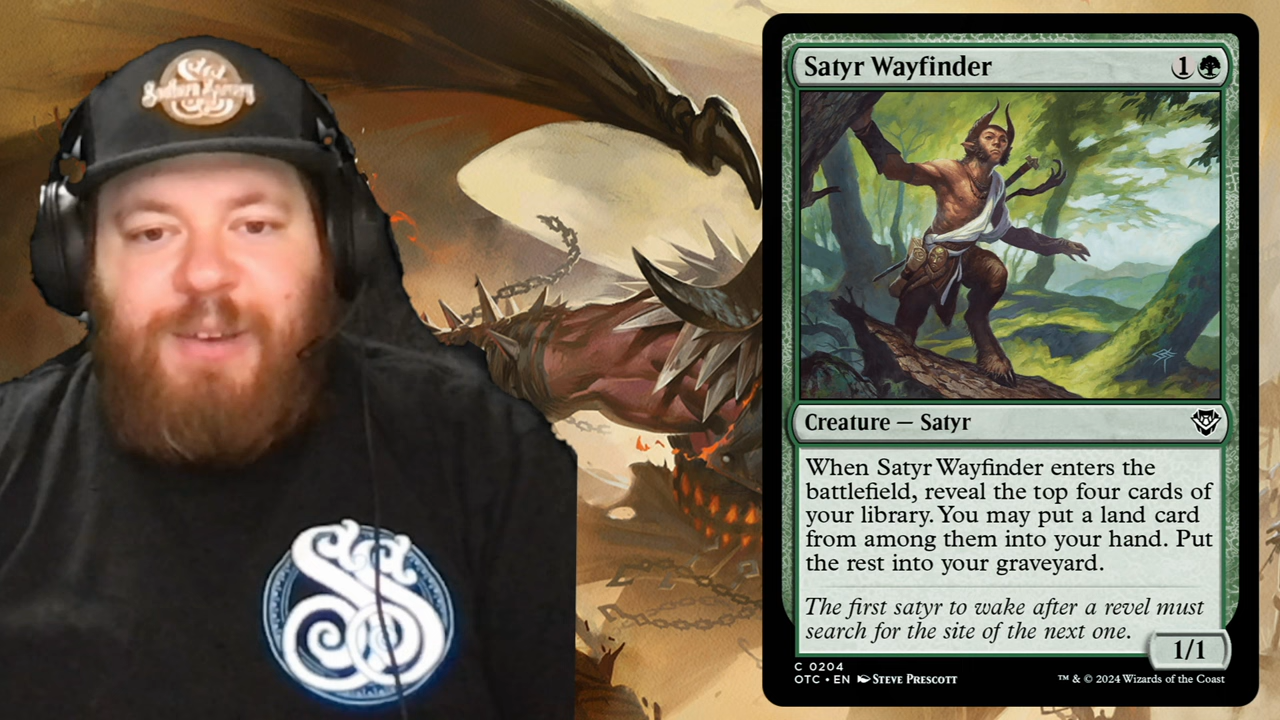 Satyr Wayfinder 1
Creature — Satyr
When Satyr Wayfinder enters the
battlefield, reveal the top four cards of
your library. You may put a land card
from among them into your hand. Put
the rest into your graveyard.
The first satyr to wake after a revel must
search for the site of the next one.
1/1
C 0204
OTC • EN STEVE PRESCOTT
™ & © 2024 Wizards of the Coast